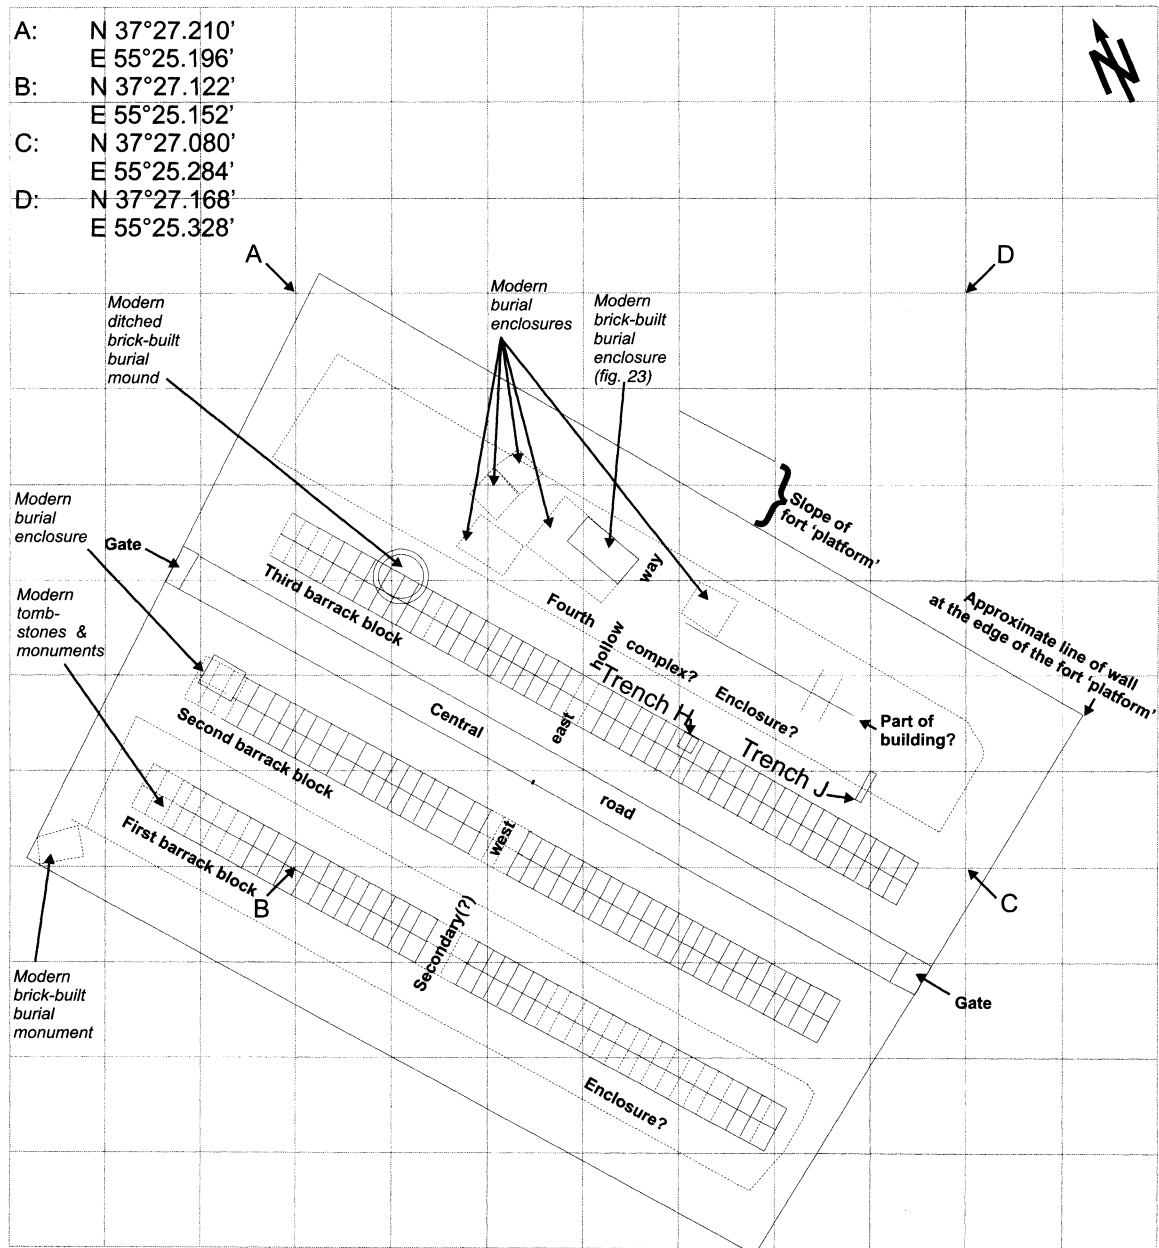 A: N 37°27.210'
E 55°25.196'
B: N 37°27.122'
E 55°25.152'
C: N 37°27.080'
E 55°25.284'
D: N 37°27.168'
E 55°25.328'
N
A
D
Modern
ditched
brick-built
burial
mound
Modern
burial
enclosures
Modern
brick-built
burial
enclosure
(fig. 23)
Slope of
fort ‘platform’
Modern
burial
enclosure
Gate
Modern
tomb-
stones &
monuments
Third barrack block
way
Fourth
hollow
complex?
Enclosure?
Approximate line of wall
at the edge of the fort ‘platform’
Trench H
Part of
building?
Trench J
Second barrack block
Central
east
road
First barrack block
west
B
C
Secondary(?)
Modern
brick-built
burial
monument
Gate
Enclosure?